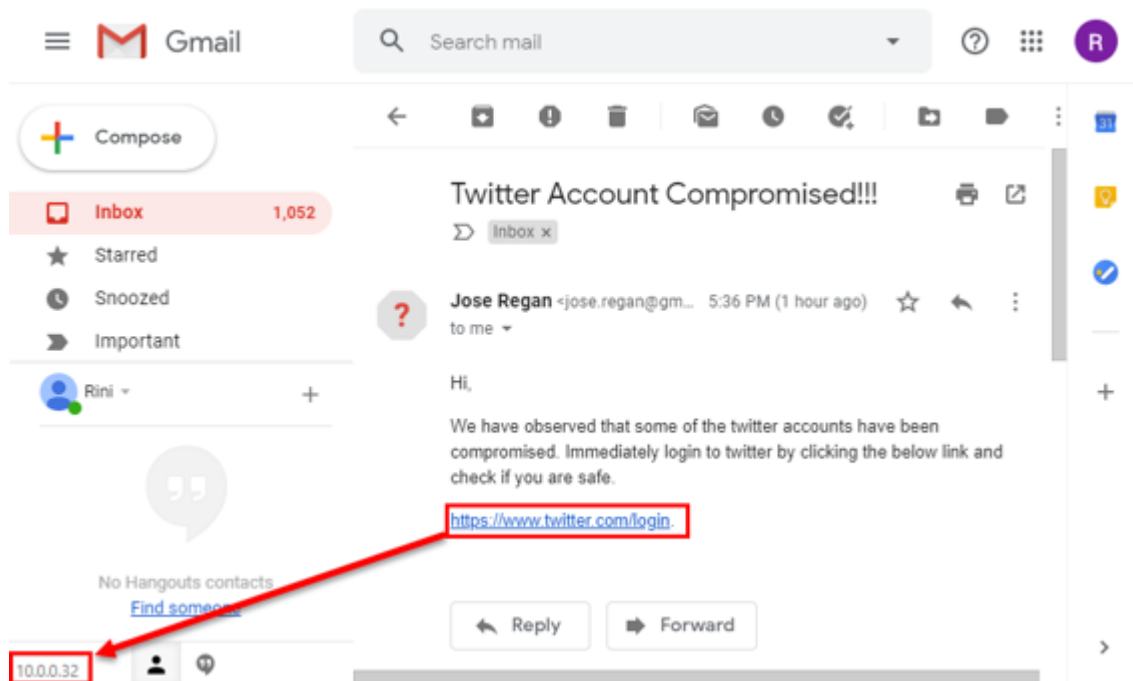 Gmail
Search mail
R
Compose
Inbox 1,052
Starred
Snoozed
Important
Rini
No Hangouts contacts
Find someone
10.0.0.32
31
Twitter Account Compromised!!!
Inbox x
?
Jose Regan <jose.regan@gm... 5:36 PM (1 hour ago)
to me
Hi,
We have observed that some of the twitter accounts have been
compromised. Immediately login to twitter by clicking the below link and
check if you are safe.
https://www.twitter.com/login.
Reply
Forward